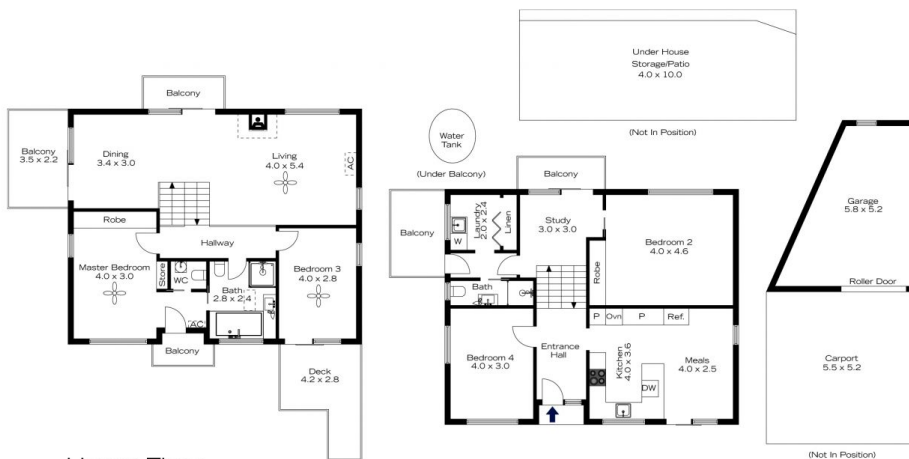 Under House
Storage/Patio
4.0 x 10.0
(Not In Position)
Balcony
Balcony
3.5 x 2.2
Dining
3.4 x 3.0
Living
4.0 x 5.4
AC
Robe
Hallway
Master Bedroom
4.0 x 3.0
Store
WC
Bath
2.8 x 2.4
Bedroom 3
4.0 x 2.8
AC
Balcony
Deck
4.2 x 2.8
Water
Tank
(Under Balcony)
Balcony
Balcony
Laundry
2.0 x 2.4
Linen
W
Study
3.0 x 3.0
Bedroom 2
4.0 x 4.6
Robe
Bath
Bedroom 4
4.0 x 3.0
Entrance
Hall
P
Ovn
P
Ref.
Kitchen
4.0 x 3.6
DW
Meals
4.0 x 2.5
Garage
5.8 x 5.2
Roller Door
Carport
5.5 x 5.2
(Not In Position)